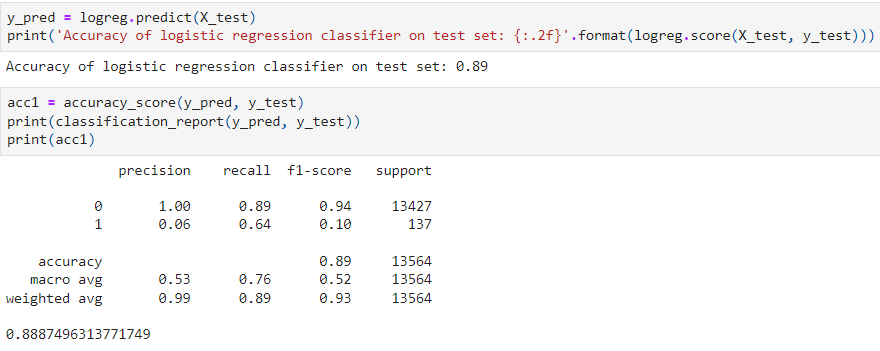 y_pred = logreg.predict(X_test)
print('Accuracy of logistic regression classifier on test set: {:.2f}'.format(logreg.score(X_test, y_test)))
Accuracy of logistic regression classifier on test set: 0.89
acc1 = accuracy_score(y_pred, y_test)
print(classification_report(y_pred, y_test))
print(acc1)
precision recall f1-score support
0 1.00 0.89 0.94 13427
1 0.06 0.64 0.10 137
accuracy 0.89 13564
macro avg 0.53 0.76 0.52 13564
weighted avg 0.99 0.89 0.93 13564
0.8887496313771749